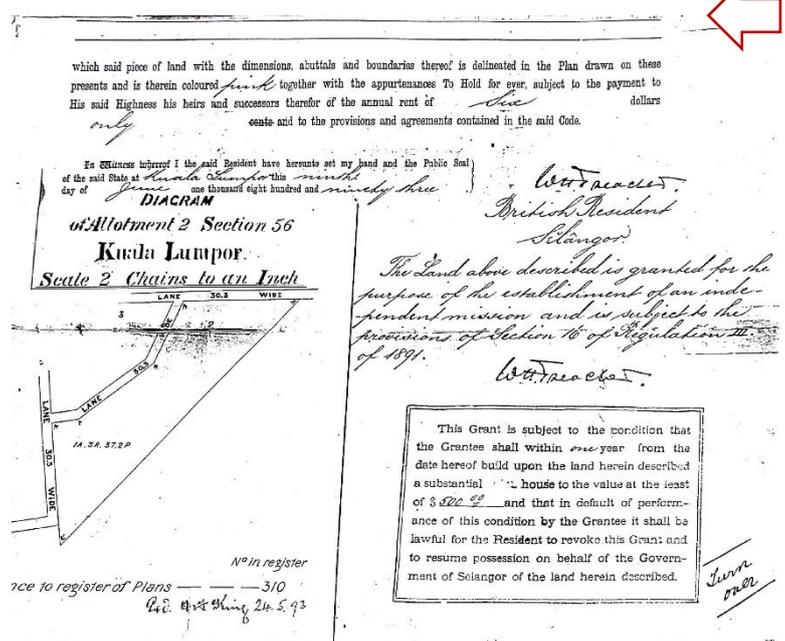 which said piece of land with the dimensions, abuttals and boundaries thereof is delineated in the Plan drawn on these
presents and is therein coloured pink together with the appurtenances To Hold for ever, subject to the payment to
His said Highness his heirs and successors therefor of the annual rent of Six dollars
only cents and to the provisions and agreements contained in the said Code.
In Witness whereof I the said Resident have hereunto set my hand and the Public Seal
of the said State at Kuala Lumpor this ninth
day of June one thousand eight hundred and ninety three
DIAGRAM
of Allotment 2 Section 56
Kuala Lumpor.
Scale 2 Chains to an Inch
LANE 30.3 WIDE
3
2
50.5
LANE
LANE
30.3
WIDE
1A. 3R. 37.2P
No in register
nce to register of Plans — — — 310
24.5.93
WHTreacher.
British Resident
Selangor.
The Land above described is granted for the
purpose of the establishment of an inde-
pendent mission and is subject to the
provisions of Section 16 of Regulation III
of 1891.
WHTreacher.
This Grant is subject to the condition that
the Grantee shall within one year from the
date hereof build upon the land herein described
a substantial house to the value at the least
of $500 00 and that in default of perform-
ance of this condition by the Grantee it shall be
lawful for the Resident to revoke this Grant and
to resume possession on behalf of the Govern-
ment of Selangor of the land herein described.
Turn
over